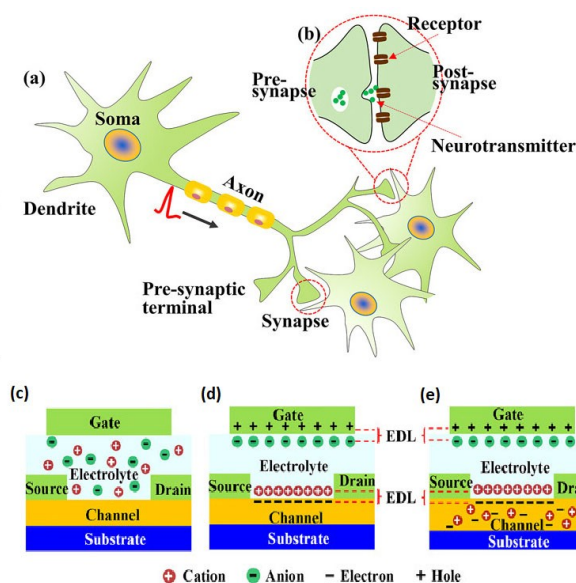 (a)
Soma
Dendrite
Axon
Pre-synaptic
terminal
Synapse
(b)
Receptor
Pre-
synapse
Post-
synapse
Neurotransmitter
(c)
Gate
Electrolyte
Source
Drain
Channel
Substrate
(d)
Gate
EDL
Electrolyte
Source
Drain
EDL
Channel
Substrate
(e)
Gate
Electrolyte
Source
Drain
Channel
Substrate
Cation
Anion
Electron
Hole